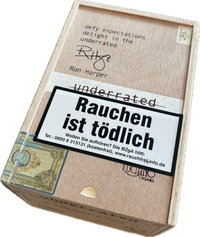 defy expectations.
delight in the
underrated
Ron Harper
underrated
Rauchen
ist tödlich
Wollen Sie aufhören? Die BZgA hilft:
Tel.: 0800 8 313131 (kostenfrei), www.rauchfrei-info.de
CIGARS